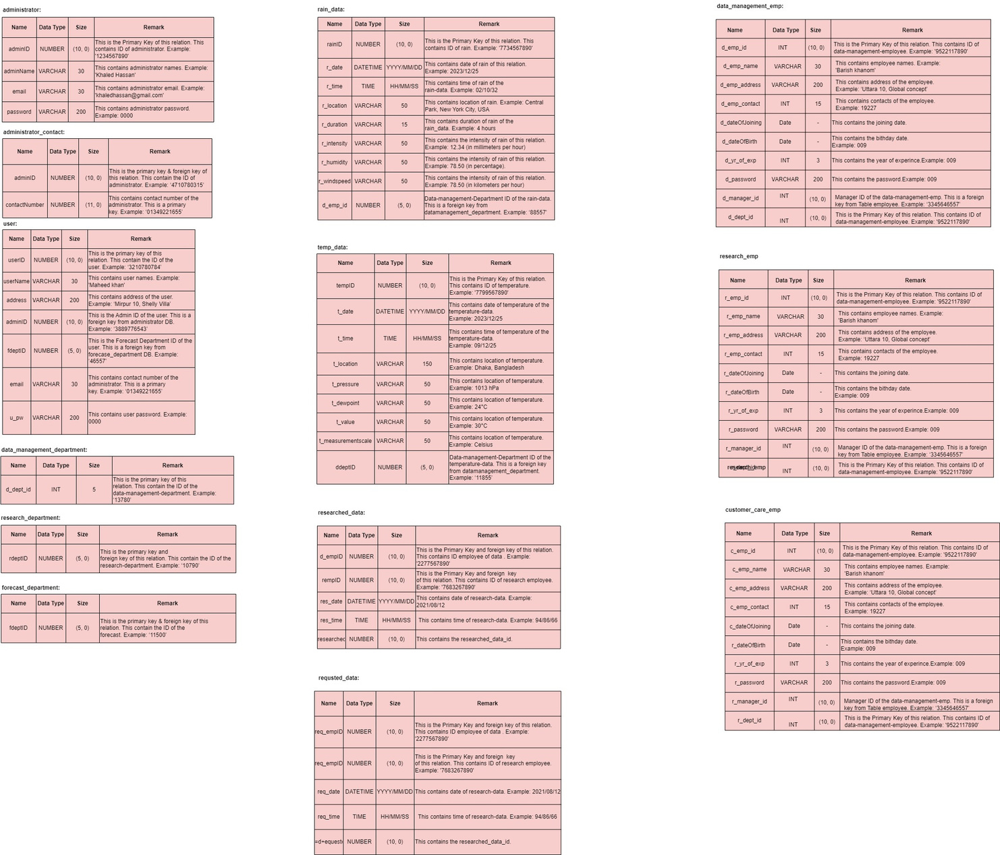 administrator:
Name Data Type Size Remark
adminID NUMBER (10, 0) This is the Primary Key of this relation. This
contains ID of administrator. Example:
'1234567890'
adminName VARCHAR 30 This contains administrator names. Example:
'Khaled Hassan'
email VARCHAR 30 This contains administrator email. Example:
'khaledhassan@gmail.com'
password VARCHAR 200 This contains administrator password.
Example: 0000
administrator_contact:
Name Data Type Size Remark
adminID NUMBER (10, 0) This is the primary key & foreign key of
this relation. This contain the ID of
administrator. Example: '4710780315'
contactNumber NUMBER (11, 0) This contains contact number of the
administrator. This is a primary
key. Example: '01349221655'
user:
Name Data Type Size Remark
userID NUMBER (10, 0) This is the primary key of this
relation. This contain the ID of the
user. Example: '3210780784'
userName VARCHAR 30 This contains user names. Example:
'Maheed khan'
address VARCHAR 200 This contains address of the user.
Example: 'Mirpur 10, Shelly Villa'
adminID NUMBER (10, 0) This is the Admin ID of the user. This is a
foreign key from administrator DB.
Example: '3889776543'
fdeptID NUMBER (5, 0) This is the Forecast Department ID of the
user. This is a foreign key from
forecase_department DB. Example:
'46557'
email VARCHAR 30 This contains contact number of the
administrator. This is a primary
key. Example: '01349221655'
u_pw VARCHAR 200 This contains user password. Example:
0000
data_management_department:
Name Data Type Size Remark
d_dept_id INT 5 This is the primary key of this
relation. This contain the ID of the
data-management-department. Example:
'13780'
research_department:
Name Data Type Size Remark
rdeptID NUMBER (5, 0) This is the primary key and
foreign key of this relation. This contain the ID of the
research-department. Example: '10790'
forecast_department:
Name Data Type Size Remark
fdeptID NUMBER (5, 0) This is the primary key & foreign key of this
relation. This contain the ID of the
forecast. Example: '11500'
rain_data:
Name Data Type Size Remark
rainID NUMBER (10, 0) This is the Primary Key of this relation. This
contains ID of rain. Example: '7734567890'
r_date DATETIME YYYY/MM/DD This contains date of rain of this relation.
Example: 2023/12/25
r_time TIME HH/MM/SS This contains time of rain of the
rain-data. Example: 02/10/32
r_location VARCHAR 50 This contains location of rain. Example: Central
Park, New York City, USA
r_duration VARCHAR 15 This contains duration of rain of the
rain_data. Example: 4 hours
r_intensity VARCHAR 50 This contains the intensity of rain of this relation.
Example: 12.34 (in millimeters per hour)
r_humidity VARCHAR 50 This contains the intensity of rain of this relation.
Example: 78.50 (in percentage).
r_windspeed VARCHAR 50 This contains the intensity of rain of this relation.
Example: 78.50 (in kilometers per hour)
d_emp_id NUMBER (5, 0) Data-management-Department ID of the rain-data.
This is a foreign key from
datamanagement_department. Example: '88557'
temp_data:
Name Data Type Size Remark
tempID NUMBER (10, 0) This is the Primary Key of this relation.
This contains ID of temperature.
Example: '7799567890'
t_date DATETIME YYYY/MM/DD This contains date of temperature of the
temperature-data.
Example: 2023/12/25
t_time TIME HH/MM/SS This contains time of temperature of the
temperature-data.
Example: 09/12/25
t_location VARCHAR 150 This contains location of temperature.
Example: Dhaka, Bangladesh
t_pressure VARCHAR 50 This contains location of temperature.
Example: 1013 hPa
t_dewpoint VARCHAR 50 This contains location of temperature.
Example: 24°C
t_value VARCHAR 50 This contains location of temperature.
Example: 30°C
t_measurementscale VARCHAR 50 This contains location of temperature.
Example: Celsius
ddeptID NUMBER (5, 0) Data-management-Department ID of the
temperature-data. This is a foreign key
from datamanagement_department.
Example: '11855'
researched_data:
Name Data Type Size Remark
d_empID NUMBER (10, 0) This is the Primary Key and foreign key of this relation.
This contains ID employee of data . Example:
'2277567890'
rempID NUMBER (10, 0) This is the Primary Key and foreign key
of this relation. This contains ID of research employee.
Example: '7683267890'
res_date DATETIME YYYY/MM/DD This contains date of research-data. Example:
2021/08/12
res_time TIME HH/MM/SS This contains time of research-data. Example: 94/86/66
researched NUMBER (10, 0) This contains the researched_data_id.
requsted_data:
Name Data Type Size Remark
req_empID NUMBER (10, 0) This is the Primary Key and foreign key of this relation.
This contains ID employee of data . Example:
'2277567890'
req_empID NUMBER (10, 0) This is the Primary Key and foreign key
of this relation. This contains ID of research employee.
Example: '7683267890'
req_date DATETIME YYYY/MM/DD This contains date of research-data. Example: 2021/08/12
req_time TIME HH/MM/SS This contains time of research-data. Example: 94/86/66
=d+equest NUMBER (10, 0) This contains the researched_data_id.
data_management_emp:
Name Data Type Size Remark
d_emp_id INT (10, 0) This is the Primary Key of this relation. This contains ID of
data-management-employee. Example: '9522117890'
d_emp_name VARCHAR 30 This contains employee names. Example:
'Barish khanom'
d_emp_address VARCHAR 200 This contains address of the employee.
Example: 'Uttara 10, Global concept'
d_emp_contact INT 15 This contains contacts of the employee.
Example: 19227
d_dateOfJoining Date - This contains the joining date.
d_dateOfBirth Date - This contains the bithday date.
Example: 009
d_yr_of_exp INT 3 This contains the year of experince.Example: 009
d_password VARCHAR 200 This contains the password.Example: 009
d_manager_id INT (10, 0) Manager ID of the data-management-emp. This is a foreign
key from Table employee. Example: '3345646557'
d_dept_id INT (10, 0) This is the Primary Key of this relation. This contains ID of
data-management-employee. Example: '9522117890'
research_emp
Name Data Type Size Remark
r_emp_id INT (10, 0) This is the Primary Key of this relation. This contains ID of
data-management-employee. Example: '9522117890'
r_emp_name VARCHAR 30 This contains employee names. Example:
'Barish khanom'
r_emp_address VARCHAR 200 This contains address of the employee.
Example: 'Uttara 10, Global concept'
r_emp_contact INT 15 This contains contacts of the employee.
Example: 19227
r_dateOfJoining Date - This contains the joining date.
r_dateOfBirth Date - This contains the bithday date.
Example: 009
r_yr_of_exp INT 3 This contains the year of experince.Example: 009
r_password VARCHAR 200 This contains the password.Example: 009
r_manager_id INT (10, 0) Manager ID of the data-management-emp. This is a foreign
key from Table employee. Example: '3345646557'
research_emp INT (10, 0) This is the Primary Key of this relation. This contains ID of
data-management-employee. Example: '9522117890'
customer_care_emp
Name Data Type Size Remark
c_emp_id INT (10, 0) This is the Primary Key of this relation. This contains ID of
data-management-employee. Example: '9522117890'
c_emp_name VARCHAR 30 This contains employee names. Example:
'Barish khanom'
c_emp_address VARCHAR 200 This contains address of the employee.
Example: 'Uttara 10, Global concept'
c_emp_contact INT 15 This contains contacts of the employee.
Example: 19227
c_dateOfJoining Date - This contains the joining date.
r_dateOfBirth Date - This contains the bithday date.
Example: 009
r_yr_of_exp INT 3 This contains the year of experince.Example: 009
r_password VARCHAR 200 This contains the password.Example: 009
r_manager_id INT (10, 0) Manager ID of the data-management-emp. This is a foreign
key from Table employee. Example: '3345646557'
r_dept_id INT (10, 0) This is the Primary Key of this relation. This contains ID of
data-management-employee. Example: '9522117890'